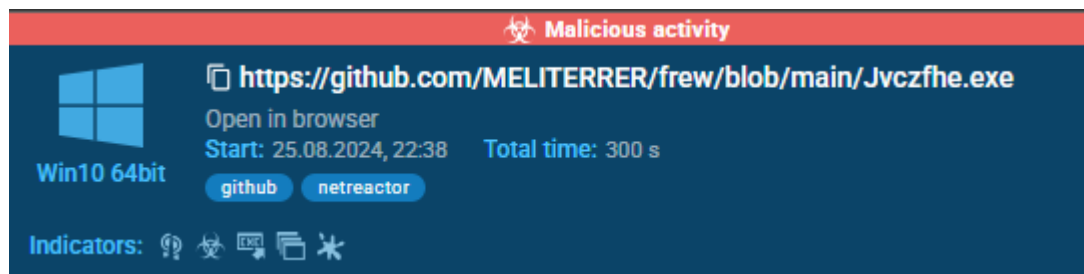 Malicious activity
https://github.com/MELITERRER/frew/blob/main/Jvczfhe.exe
Open in browser
Start: 25.08.2024, 22:38 Total time: 300 s
Win10 64bit
github netreactor
Indicators: